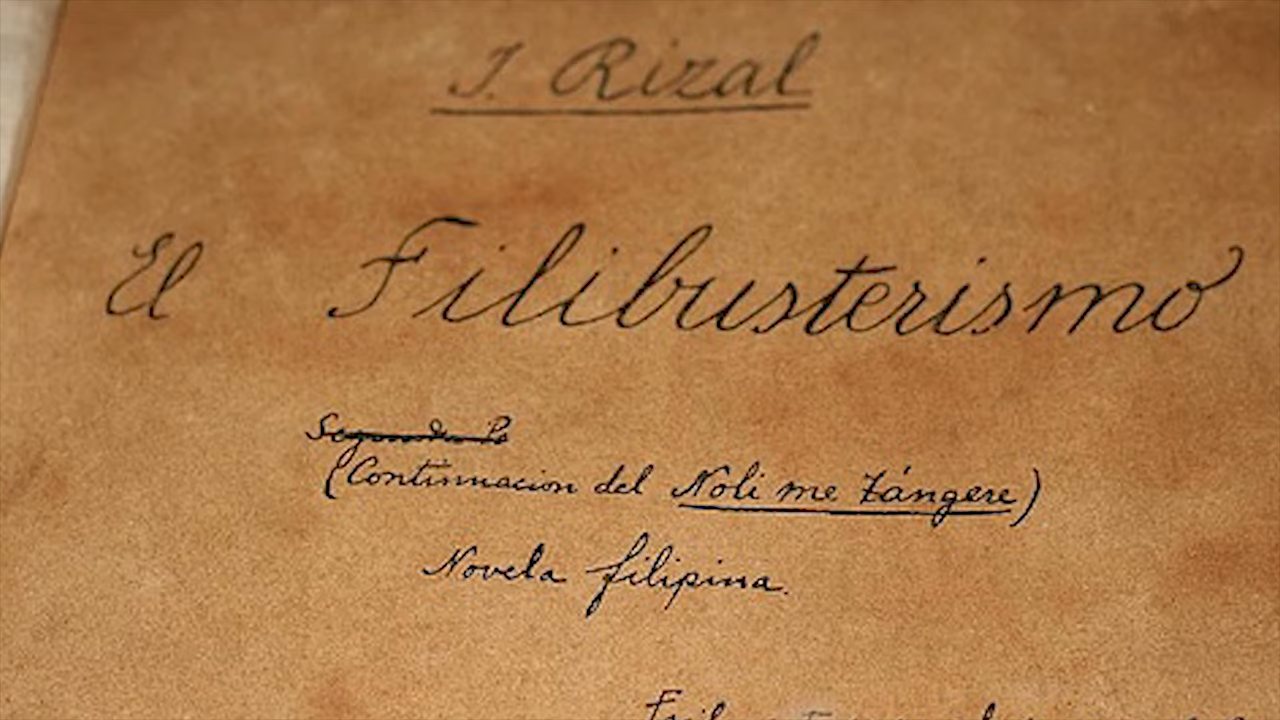 J. Rizal
El Filibusterismo
(Continuacion del Noli me tángere)
Novela filipina.